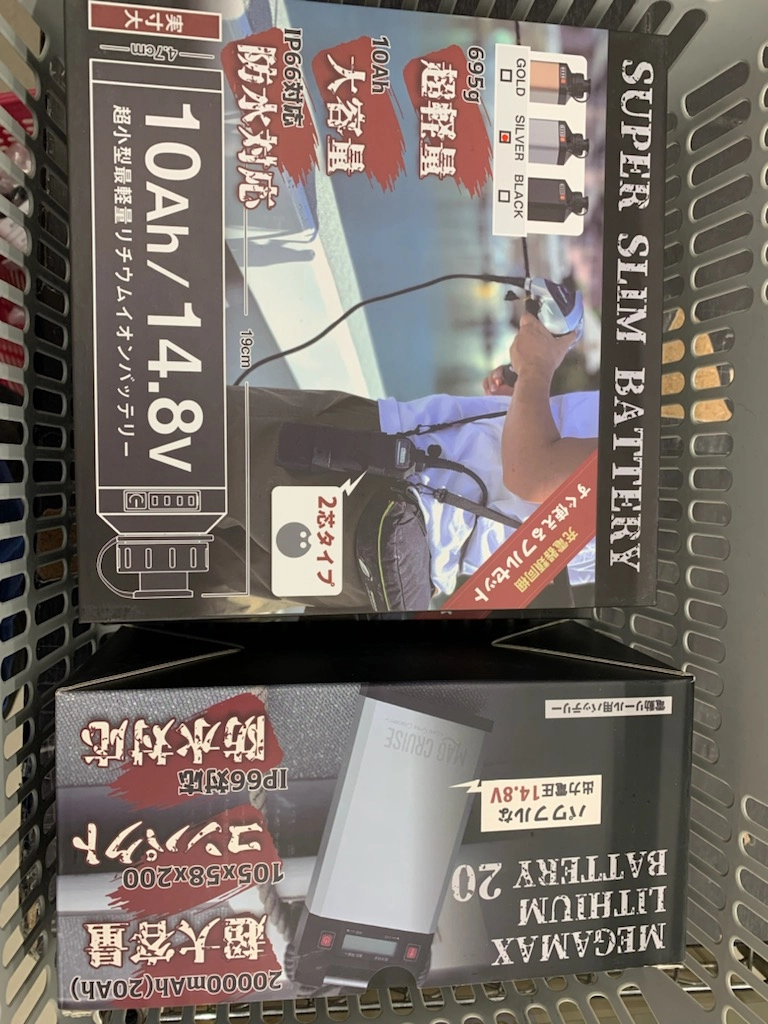 SUPER SLIM BATTERY
GOLD
SILVER
BLACK
695g
超軽量
10Ah
大容量
IP66対応
防水対応
実寸大
4.7cm
19cm
10Ah/14.8V
超小型最軽量リチウムイオンバッテリー
2芯タイプ
充電器類同梱
すぐ使えるフルセット
電動リール用バッテリー
MEGAMAX
LITHIUM
BATTERY 20
パワフルな
出力電圧14.8V
MAD CRUISE
20000mAh(20Ah)
超大容量
105x58x200
コンパクト
IP66対応
防水対応